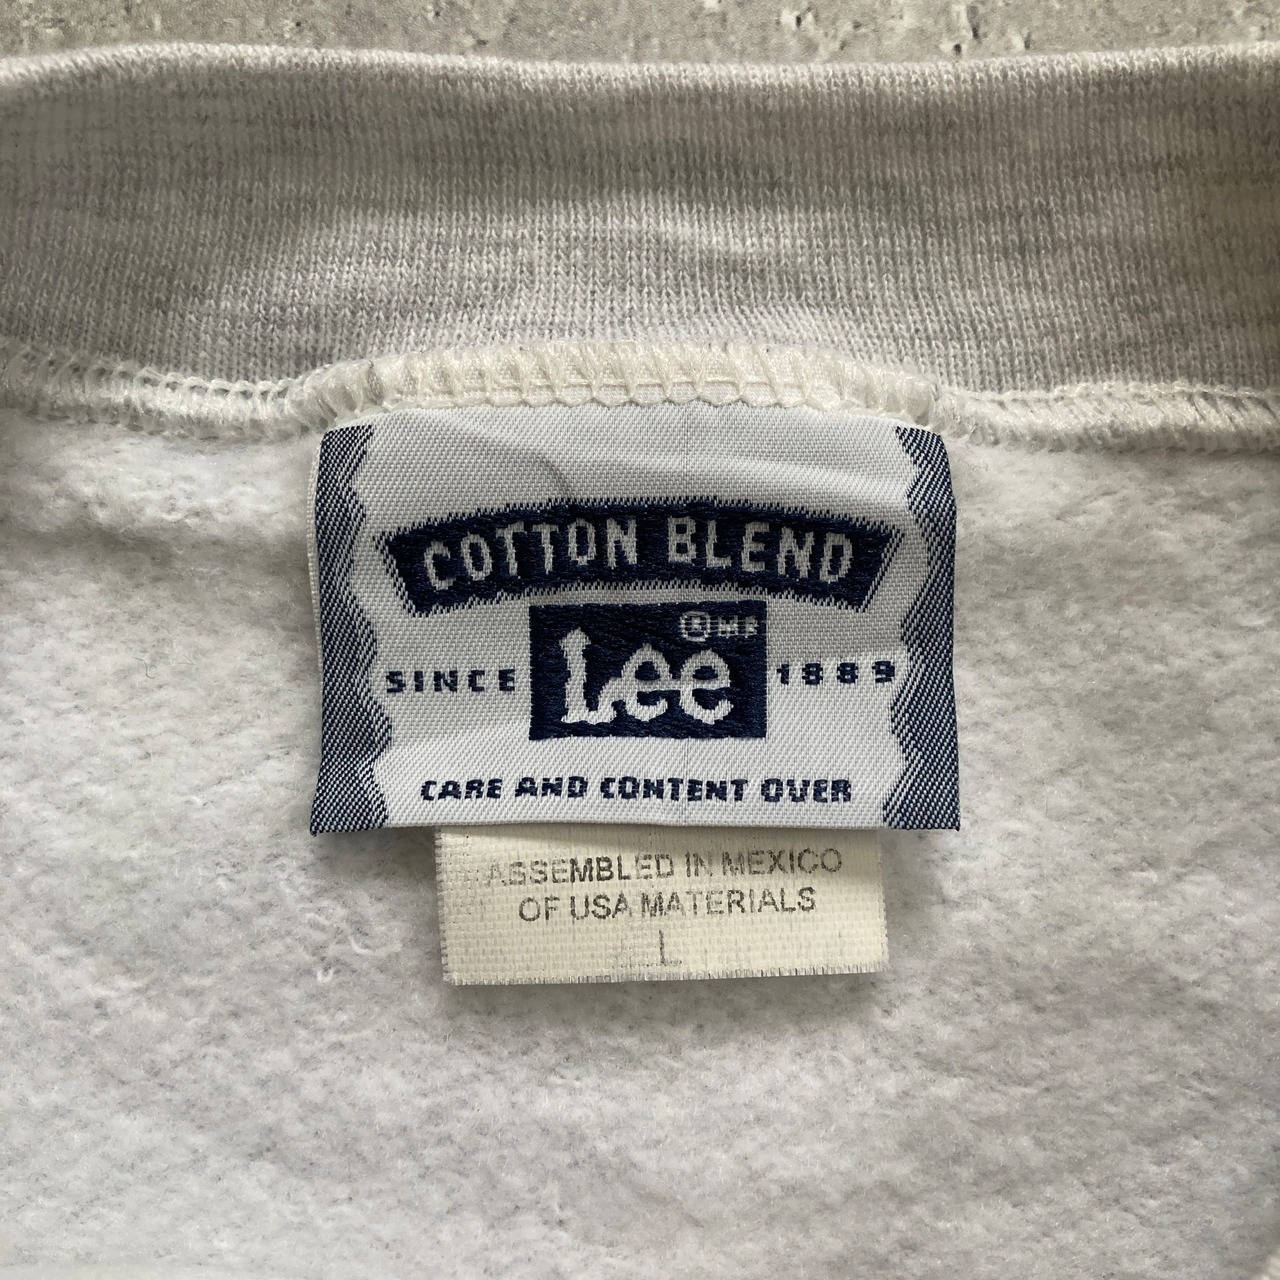 COTTON BLEND
® MR
Lee
SINCE 1889
CARE AND CONTENT OVER
ASSEMBLED IN MEXICO
OF USA MATERIALS
L